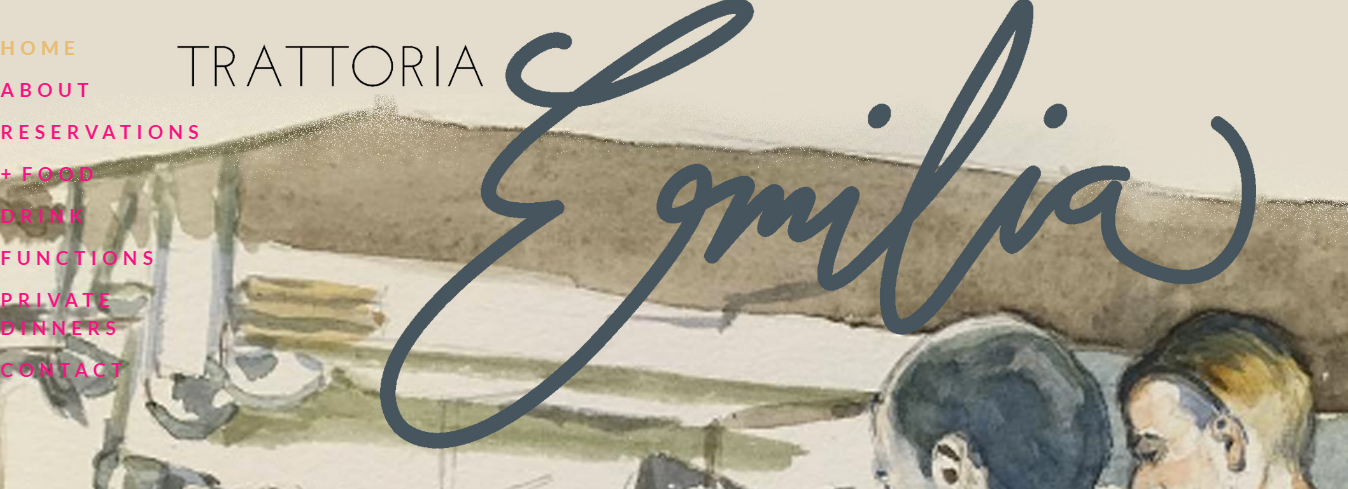 HOME
ABOUT
RESERVATIONS
+ FOOD
DRINK
FUNCTIONS
PRIVATE
DINNERS
CONTACT
TRATTORIA
Emilia